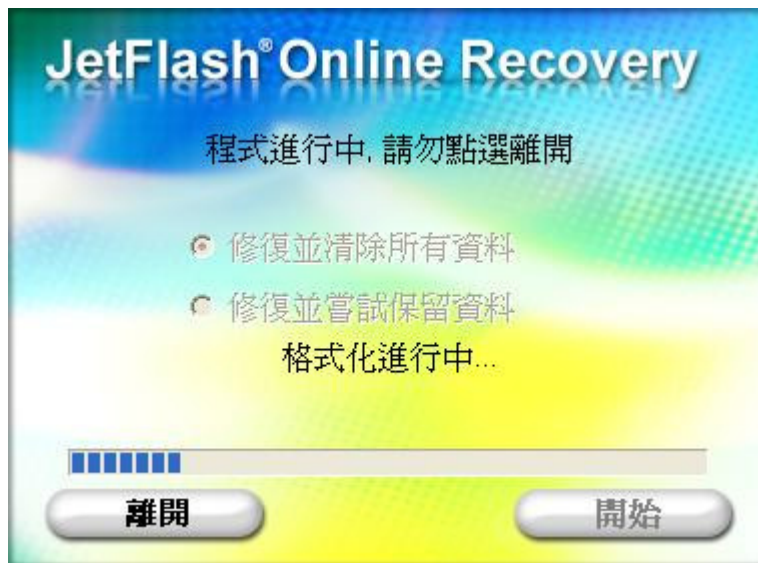 JetFlash® Online Recovery
程式進行中, 請勿點選離開
修復並清除所有資料
修復並嘗試保留資料
格式化進行中...
離開
開始